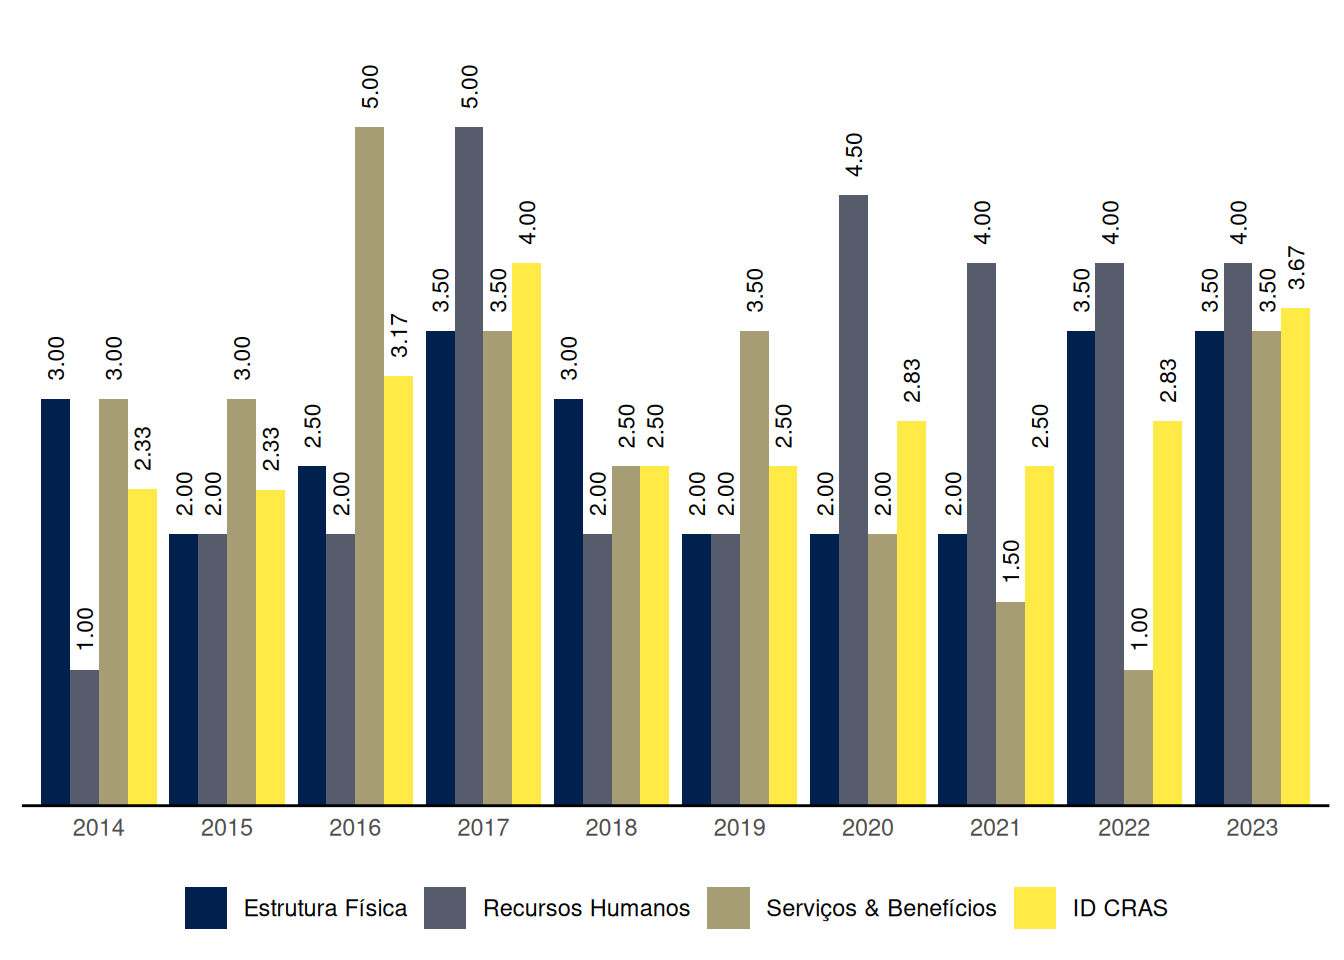 3.00 1.00 3.00 2.33
2.00 2.00 3.00 2.33
2.50 2.00 5.00 3.17
3.50 5.00 3.50 4.00
3.00 2.00 2.50 2.50
2.00 2.00 3.50 2.50
2.00 4.50 2.00 2.83
2.00 4.00 1.50 2.50
3.50 4.00 1.00 2.83
3.50 4.00 3.50 3.67
2014 2015 2016 2017 2018 2019 2020 2021 2022 2023
Estrutura Física Recursos Humanos Serviços & Benefícios ID CRAS